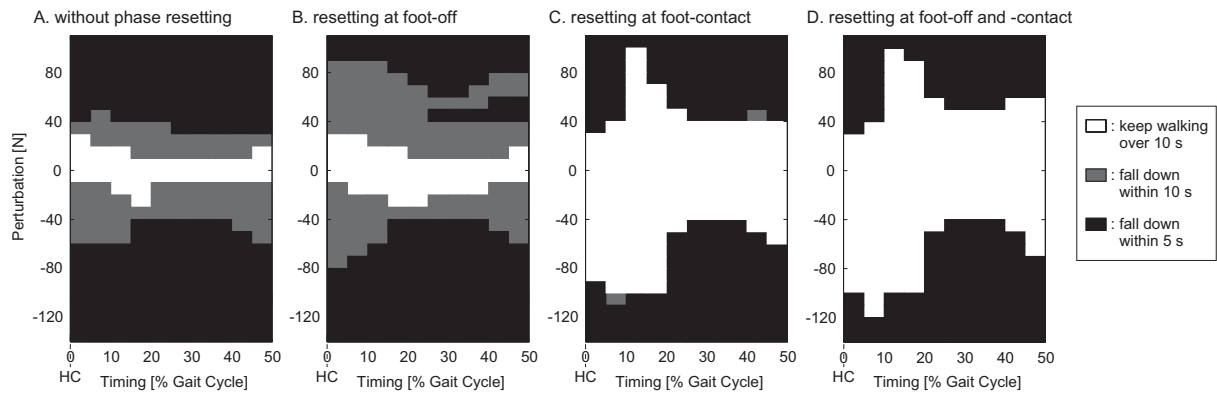 A. without phase resetting
B. resetting at foot-off
C. resetting at foot-contact
D. resetting at foot-off and -contact
Perturbation [N]
80
40
0
-40
-80
-120
0 10 20 30 40 50
HC Timing [% Gait Cycle]
80
40
0
-40
-80
-120
0 10 20 30 40 50
HC Timing [% Gait Cycle]
80
40
0
-40
-80
-120
0 10 20 30 40 50
HC Timing [% Gait Cycle]
80
40
0
-40
-80
-120
0 10 20 30 40 50
HC Timing [% Gait Cycle]
: keep walking
over 10 s
: fall down
within 10 s
: fall down
within 5 s